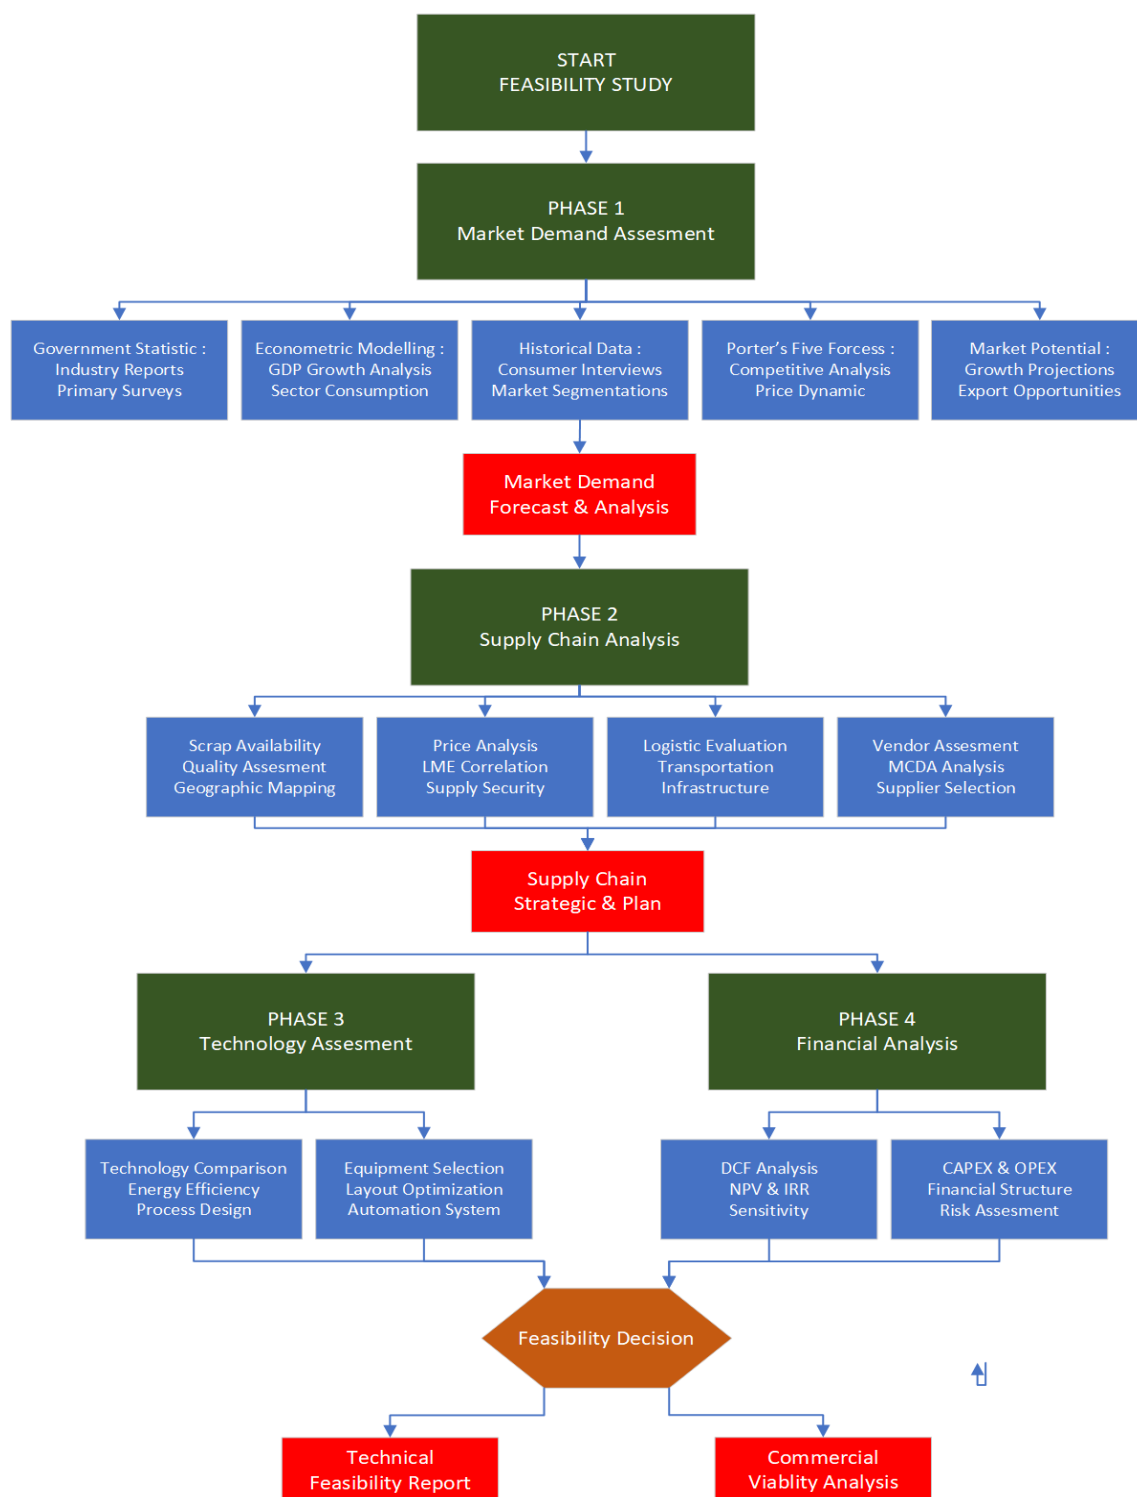 START
FEASIBILITY STUDY
PHASE 1
Market Demand Assesment
Government Statistic :
Industry Reports
Primary Surveys
Econometric Modelling :
GDP Growth Analysis
Sector Consumption
Historical Data :
Consumer Interviews
Market Segmentations
Porter’s Five Forcess :
Competitive Analysis
Price Dynamic
Market Potential :
Growth Projections
Export Opportunities
Market Demand
Forecast & Analysis
PHASE 2
Supply Chain Analysis
Scrap Availability
Quality Assesment
Geographic Mapping
Price Analysis
LME Correlation
Supply Security
Logistic Evaluation
Transportation
Infrastructure
Vendor Assesment
MCDA Analysis
Supplier Selection
Supply Chain
Strategic & Plan
PHASE 3
Technology Assesment
PHASE 4
Financial Analysis
Technology Comparison
Energy Efficiency
Process Design
Equipment Selection
Layout Optimization
Automation System
DCF Analysis
NPV & IRR
Sensitivity
CAPEX & OPEX
Financial Structure
Risk Assesment
Feasibility Decision
Technical
Feasibility Report
Commercial
Viablity Analysis